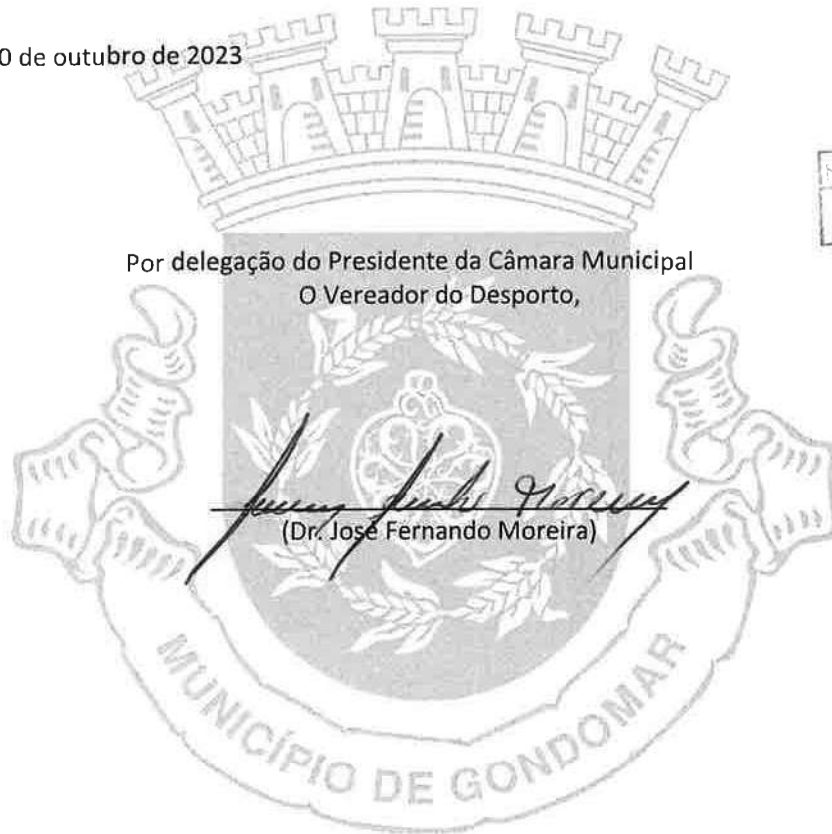 0 de outubro de 2023
Por delegação do Presidente da Câmara Municipal
O Vereador do Desporto,
(Dr. José Fernando Moreira)
MUNICÍPIO DE GONDOMAR